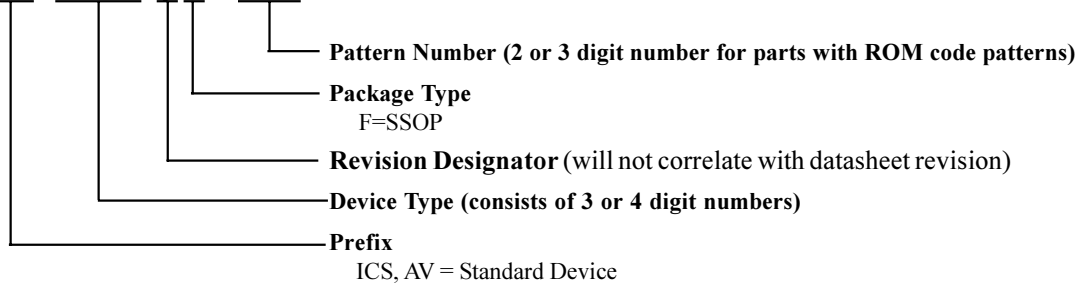 Pattern Number (2 or 3 digit number for parts with ROM code patterns)
Package Type
F=SSOP
Revision Designator (will not correlate with datasheet revision)
Device Type (consists of 3 or 4 digit numbers)
Prefix
ICS, AV = Standard Device